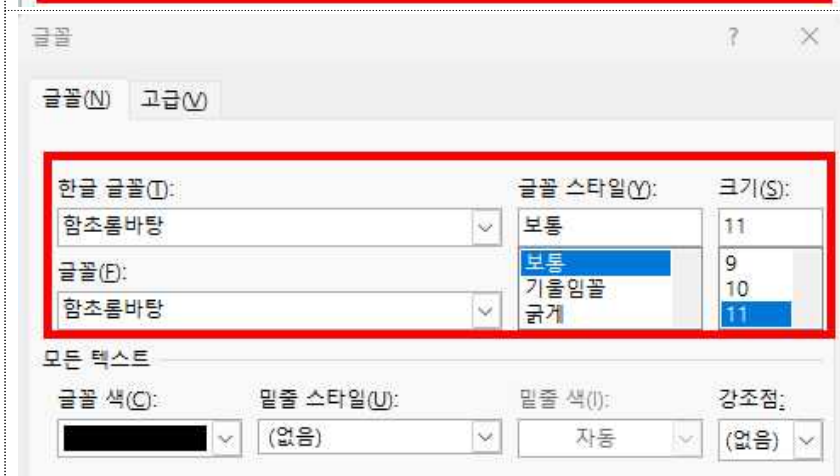 글꼴 ?
글꼴(N) 고급(V)
한글 글꼴(T): 글꼴 스타일(Y): 크기(S):
함초롬바탕 보통 11
보통 9
글꼴(F): 기울임꼴 10
함초롬바탕 굵게 11
모든 텍스트
글꼴 색(C): 밑줄 스타일(U): 밑줄 색(I): 강조점:
(없음) 자동 (없음)